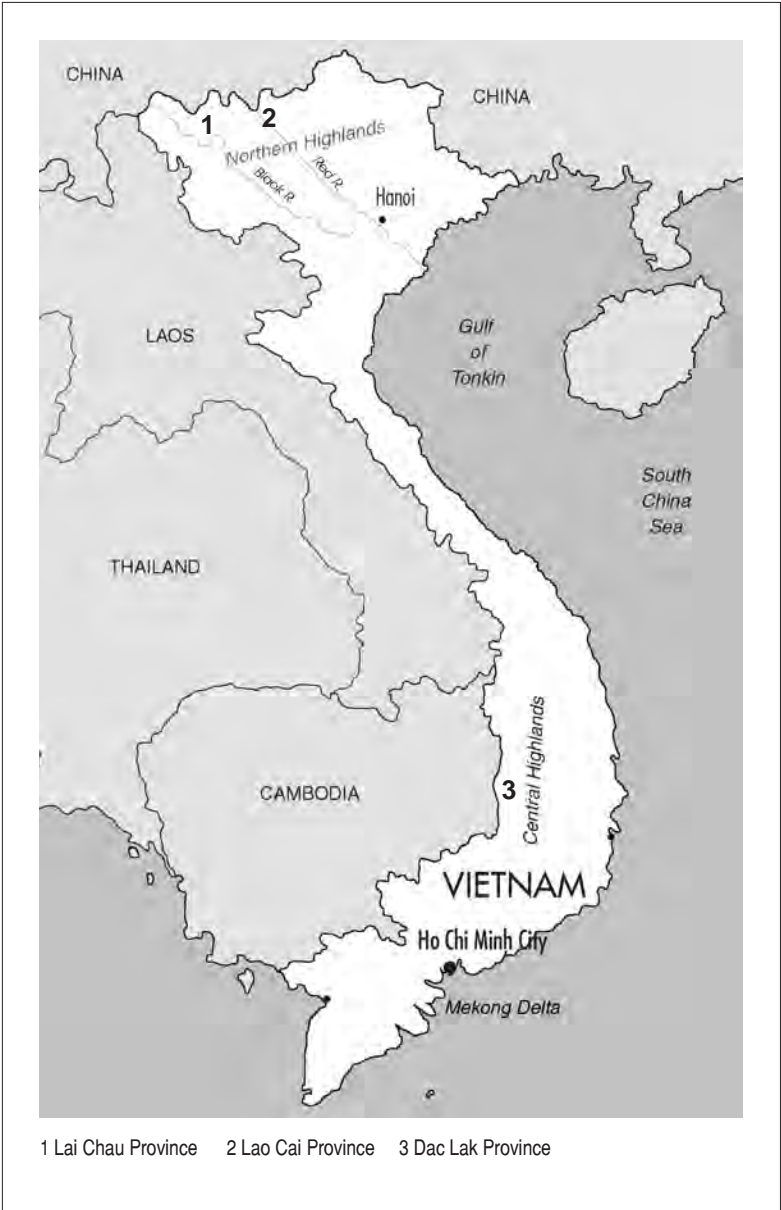 CHINA
CHINA
1
2
Northern Highlands
Black R.
Red R.
Hanoi
LAOS
Gulf
of
Tonkin
South
China
Sea
THAILAND
CAMBODIA
3
Central Highlands
VIETNAM
Ho Chi Minh City
Mekong Delta
1 Lai Chau Province 2 Lao Cai Province 3 Dac Lak Province